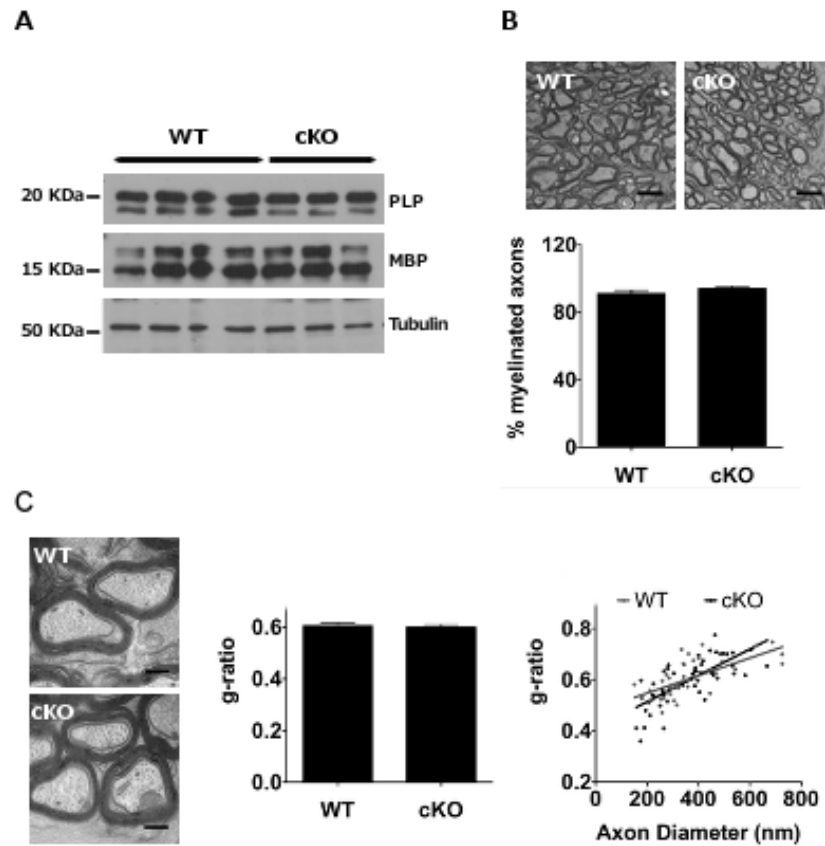 A
WT cKO
20 KDa
PLP
15 KDa
MBP
50 KDa
Tubulin
B
WT
cKO
% myelinated axons
120
80
40
0
WT cKO
C
WT
cKO
g-ratio
0.6
0.4
0.2
0.0
WT cKO
WT cKO
g-ratio
0.8
0.6
0.4
0.2
0 200 400 600 800
Axon Diameter (nm)